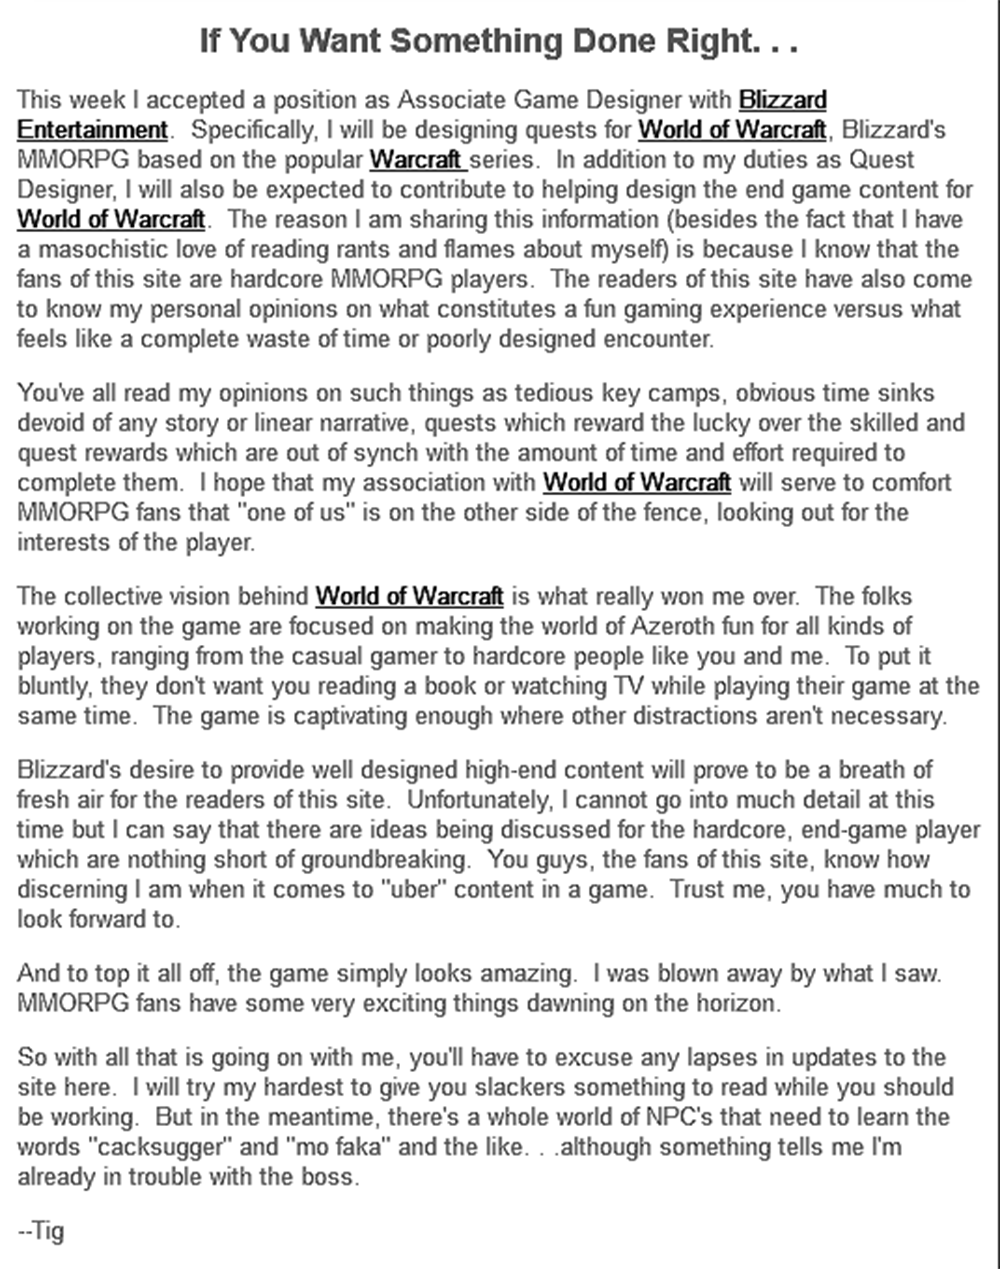 If You Want Something Done Right. . .
This week I accepted a position as Associate Game Designer with Blizzard
Entertainment.  Specifically, I will be designing quests for World of Warcraft, Blizzard's
MMORPG based on the popular Warcraft series.  In addition to my duties as Quest
Designer, I will also be expected to contribute to helping design the end game content for
World of Warcraft.  The reason I am sharing this information (besides the fact that I have
a masochistic love of reading rants and flames about myself) is because I know that the
fans of this site are hardcore MMORPG players.  The readers of this site have also come
to know my personal opinions on what constitutes a fun gaming experience versus what
feels like a complete waste of time or poorly designed encounter.
You've all read my opinions on such things as tedious key camps, obvious time sinks
devoid of any story or linear narrative, quests which reward the lucky over the skilled and
quest rewards which are out of synch with the amount of time and effort required to
complete them.  I hope that my association with World of Warcraft will serve to comfort
MMORPG fans that "one of us" is on the other side of the fence, looking out for the
interests of the player.
The collective vision behind World of Warcraft is what really won me over.  The folks
working on the game are focused on making the world of Azeroth fun for all kinds of
players, ranging from the casual gamer to hardcore people like you and me.  To put it
bluntly, they don't want you reading a book or watching TV while playing their game at the
same time.  The game is captivating enough where other distractions aren't necessary.
Blizzard's desire to provide well designed high-end content will prove to be a breath of
fresh air for the readers of this site.  Unfortunately, I cannot go into much detail at this
time but I can say that there are ideas being discussed for the hardcore, end-game player
which are nothing short of groundbreaking.  You guys, the fans of this site, know how
discerning I am when it comes to "uber" content in a game.  Trust me, you have much to
look forward to.
And to top it all off, the game simply looks amazing.  I was blown away by what I saw.
MMORPG fans have some very exciting things dawning on the horizon.
So with all that is going on with me, you'll have to excuse any lapses in updates to the
site here.  I will try my hardest to give you slackers something to read while you should
be working.  But in the meantime, there's a whole world of NPC's that need to learn the
words "cacksugger" and "mo faka" and the like. . .although something tells me I'm
already in trouble with the boss.
--Tig